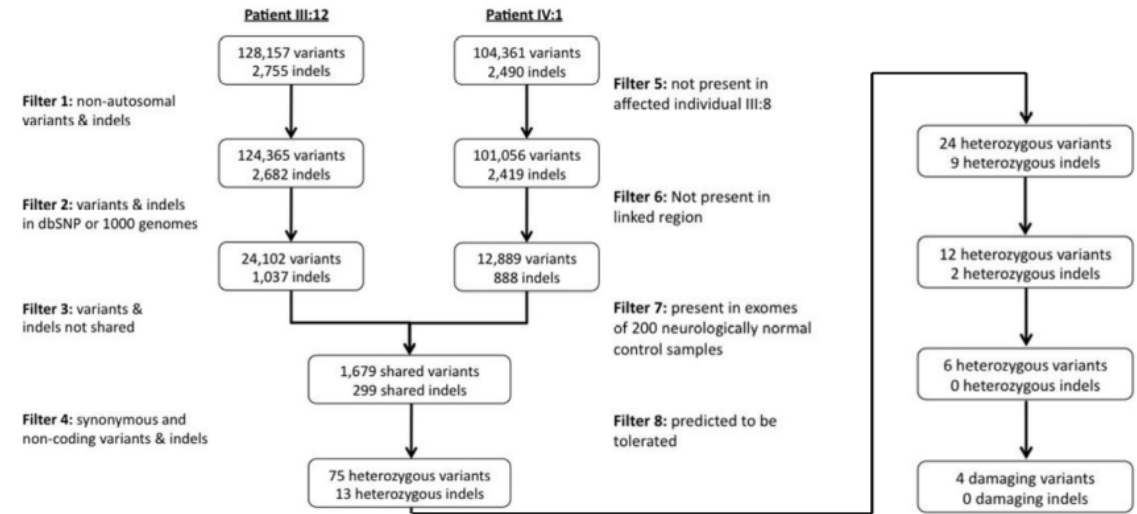 Patient III:12
Patient IV:1
128,157 variants
2,755 indels
104,361 variants
2,490 indels
Filter 1: non-autosomal
variants & indels
124,365 variants
2,682 indels
101,056 variants
2,419 indels
Filter 2: variants & indels
in dbSNP or 1000 genomes
24,102 variants
1,037 indels
12,889 variants
888 indels
Filter 3: variants &
indels not shared
1,679 shared variants
299 shared indels
Filter 4: synonymous and
non-coding variants & indels
75 heterozygous variants
13 heterozygous indels
Filter 5: not present in
affected individual III:8
24 heterozygous variants
9 heterozygous indels
Filter 6: Not present in
linked region
12 heterozygous variants
2 heterozygous indels
Filter 7: present in exomes
of 200 neurologically normal
control samples
6 heterozygous variants
0 heterozygous indels
Filter 8: predicted to be
tolerated
4 damaging variants
0 damaging indels